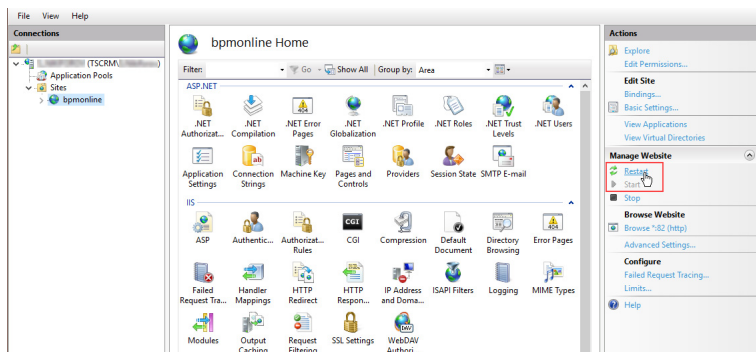 File View Help
Connections
(TSCRM\
Application Pools
Sites
bpmonline
bpmonline Home
Filter: Go Show All Group by: Area
ASP.NET
.NET Authorizat... .NET Compilation .NET Error Pages .NET Globalization .NET Profile .NET Roles .NET Trust Levels .NET Users
Application Settings Connection Strings Machine Key Pages and Controls Providers Session State SMTP E-mail
IIS
ASP Authentic... Authorizat... Rules CGI Compression Default Document Directory Browsing Error Pages
Failed Request Tra... Handler Mappings HTTP Redirect HTTP Respon... IP Address and Doma... ISAPI Filters Logging MIME Types
Modules Output Caching Request Filtering SSL Settings WebDAV Authori...
Actions
Explore
Edit Permissions...
Edit Site
Bindings...
Basic Settings...
View Applications
View Virtual Directories
Manage Website
Restart
Start
Stop
Browse Website
Browse *:82 (http)
Advanced Settings...
Configure
Failed Request Tracing...
Limits...
Help